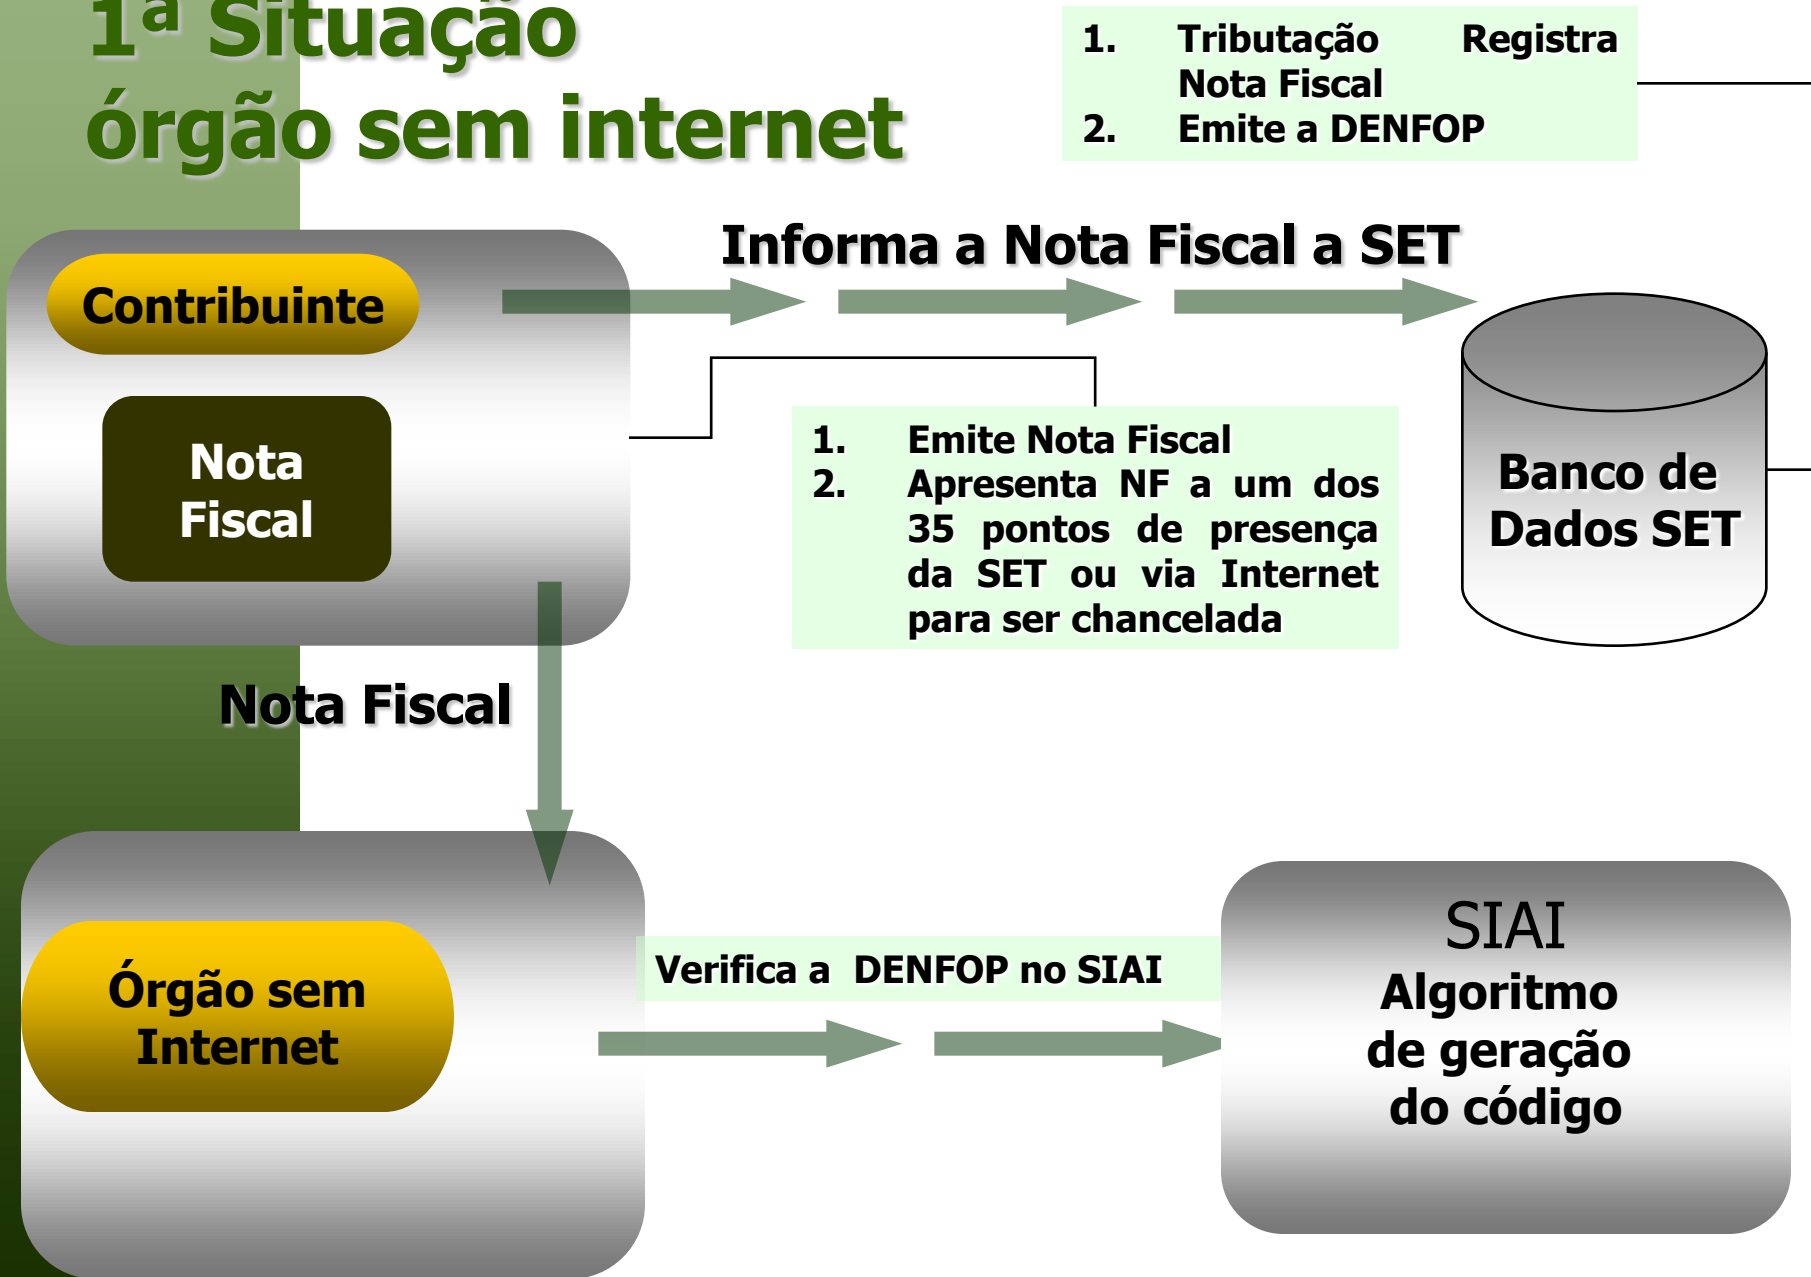 1ª Situação
órgão sem internet
1. Tributação Registra
Nota Fiscal
2. Emite a DENFOP
Informa a Nota Fiscal a SET
Contribuinte
Nota
Fiscal
1. Emite Nota Fiscal
2. Apresenta NF a um dos
35 pontos de presença
da SET ou via Internet
para ser chancelada
Banco de
Dados SET
Nota Fiscal
Órgão sem
Internet
Verifica a DENFOP no SIAI
SIAI
Algoritmo
de geração
do código